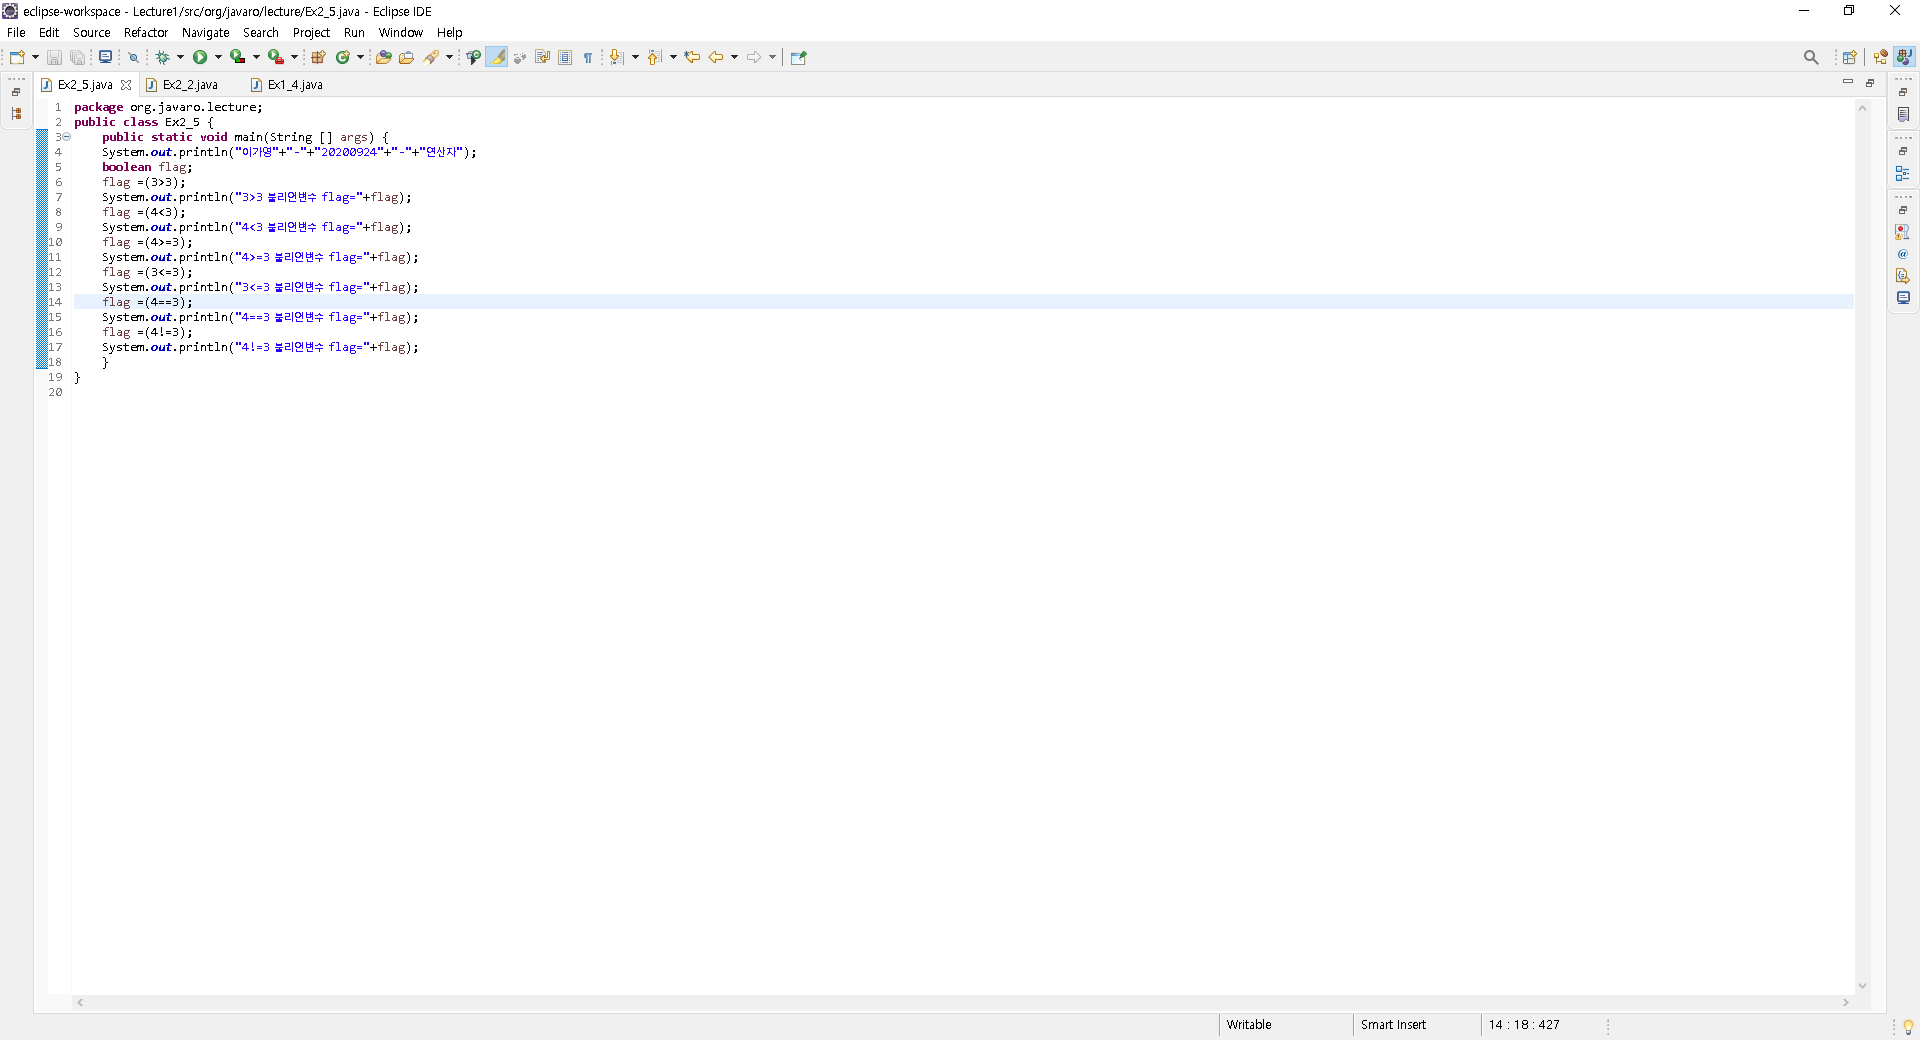 eclipse-workspace - Lecture1/src/org/javaro/lecture/Ex2_5.java - Eclipse IDE
File Edit Source Refactor Navigate Search Project Run Window Help
Ex2_5.java Ex2_2.java Ex1_4.java
1 package org.javaro.lecture;
2 public class Ex2_5 {
3 public static void main(String [] args) {
4 System.out.println("이가영"+"-"+"20200924"+"-"+"연산자");
5 boolean flag;
6 flag =(3>3);
7 System.out.println("3>3 불리언변수 flag="+flag);
8 flag =(4<3);
9 System.out.println("4<3 불리언변수 flag="+flag);
10 flag =(4>=3);
11 System.out.println("4>=3 불리언변수 flag="+flag);
12 flag =(3<=3);
13 System.out.println("3<=3 불리언변수 flag="+flag);
14 flag =(4==3);
15 System.out.println("4==3 불리언변수 flag="+flag);
16 flag =(4!=3);
17 System.out.println("4!=3 불리언변수 flag="+flag);
18 }
19 }
20
Writable Smart Insert 14 : 18 : 427